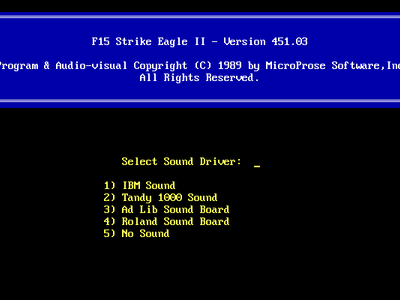 F15 Strike Eagle II - Version 451.03
Program & Audio-visual Copyright (C) 1989 by MicroProse Software,Inc
All Rights Reserved.
Select Sound Driver: _
1) IBM Sound
2) Tandy 1000 Sound
3) Ad Lib Sound Board
4) Roland Sound Board
5) No Sound